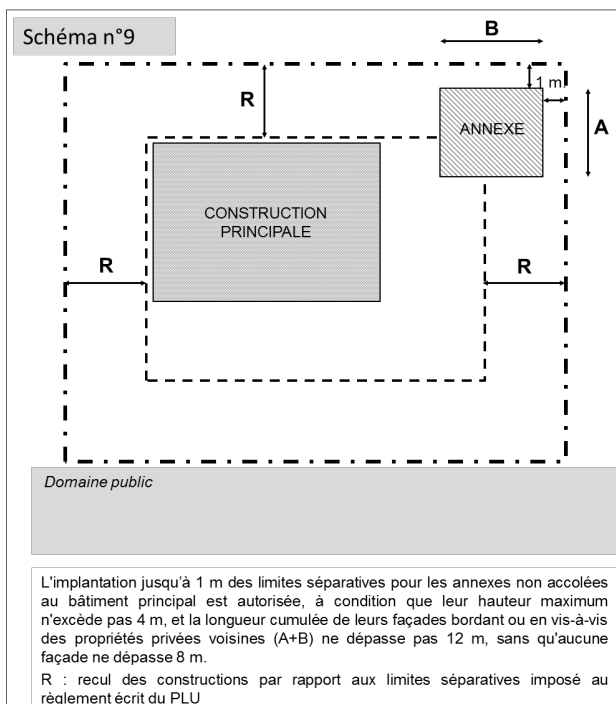 Schéma n°9
B
1 m.
R
ANNEXE
A
CONSTRUCTION
PRINCIPALE
R
R
Domaine public
L'implantation jusqu'à 1 m des limites séparatives pour les annexes non accolées
au bâtiment principal est autorisée, à condition que leur hauteur maximum
n'excède pas 4 m, et la longueur cumulée de leurs façades bordant ou en vis-à-vis
des propriétés privées voisines (A+B) ne dépasse pas 12 m, sans qu'aucune
façade ne dépasse 8 m.
R : recul des constructions par rapport aux limites séparatives imposé au
règlement écrit du PLU